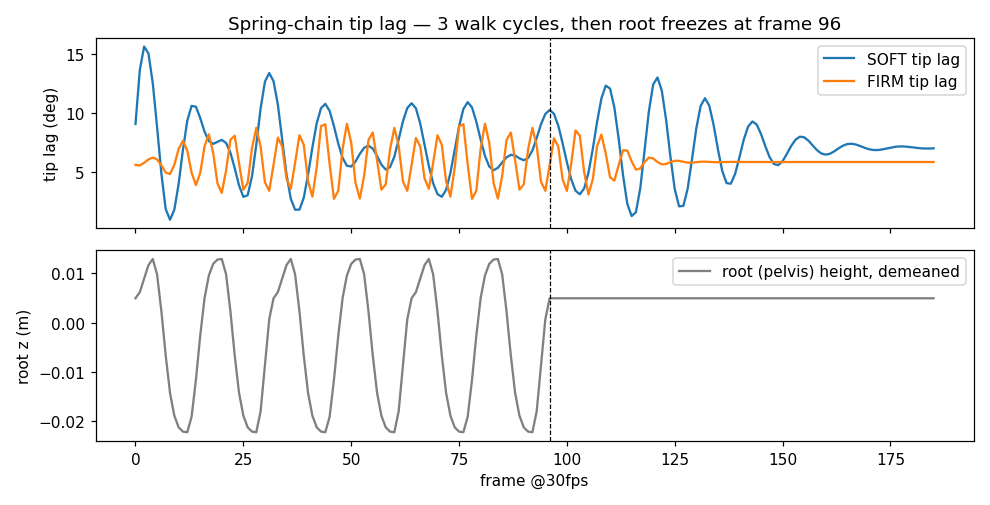 Spring-chain tip lag — 3 walk cycles, then root freezes at frame 96
tip lag (deg)
15
10
5
SOFT tip lag
FIRM tip lag
root z (m)
0.01
0.00
−0.01
−0.02
root (pelvis) height, demeaned
0 25 50 75 100 125 150 175
frame @30fps